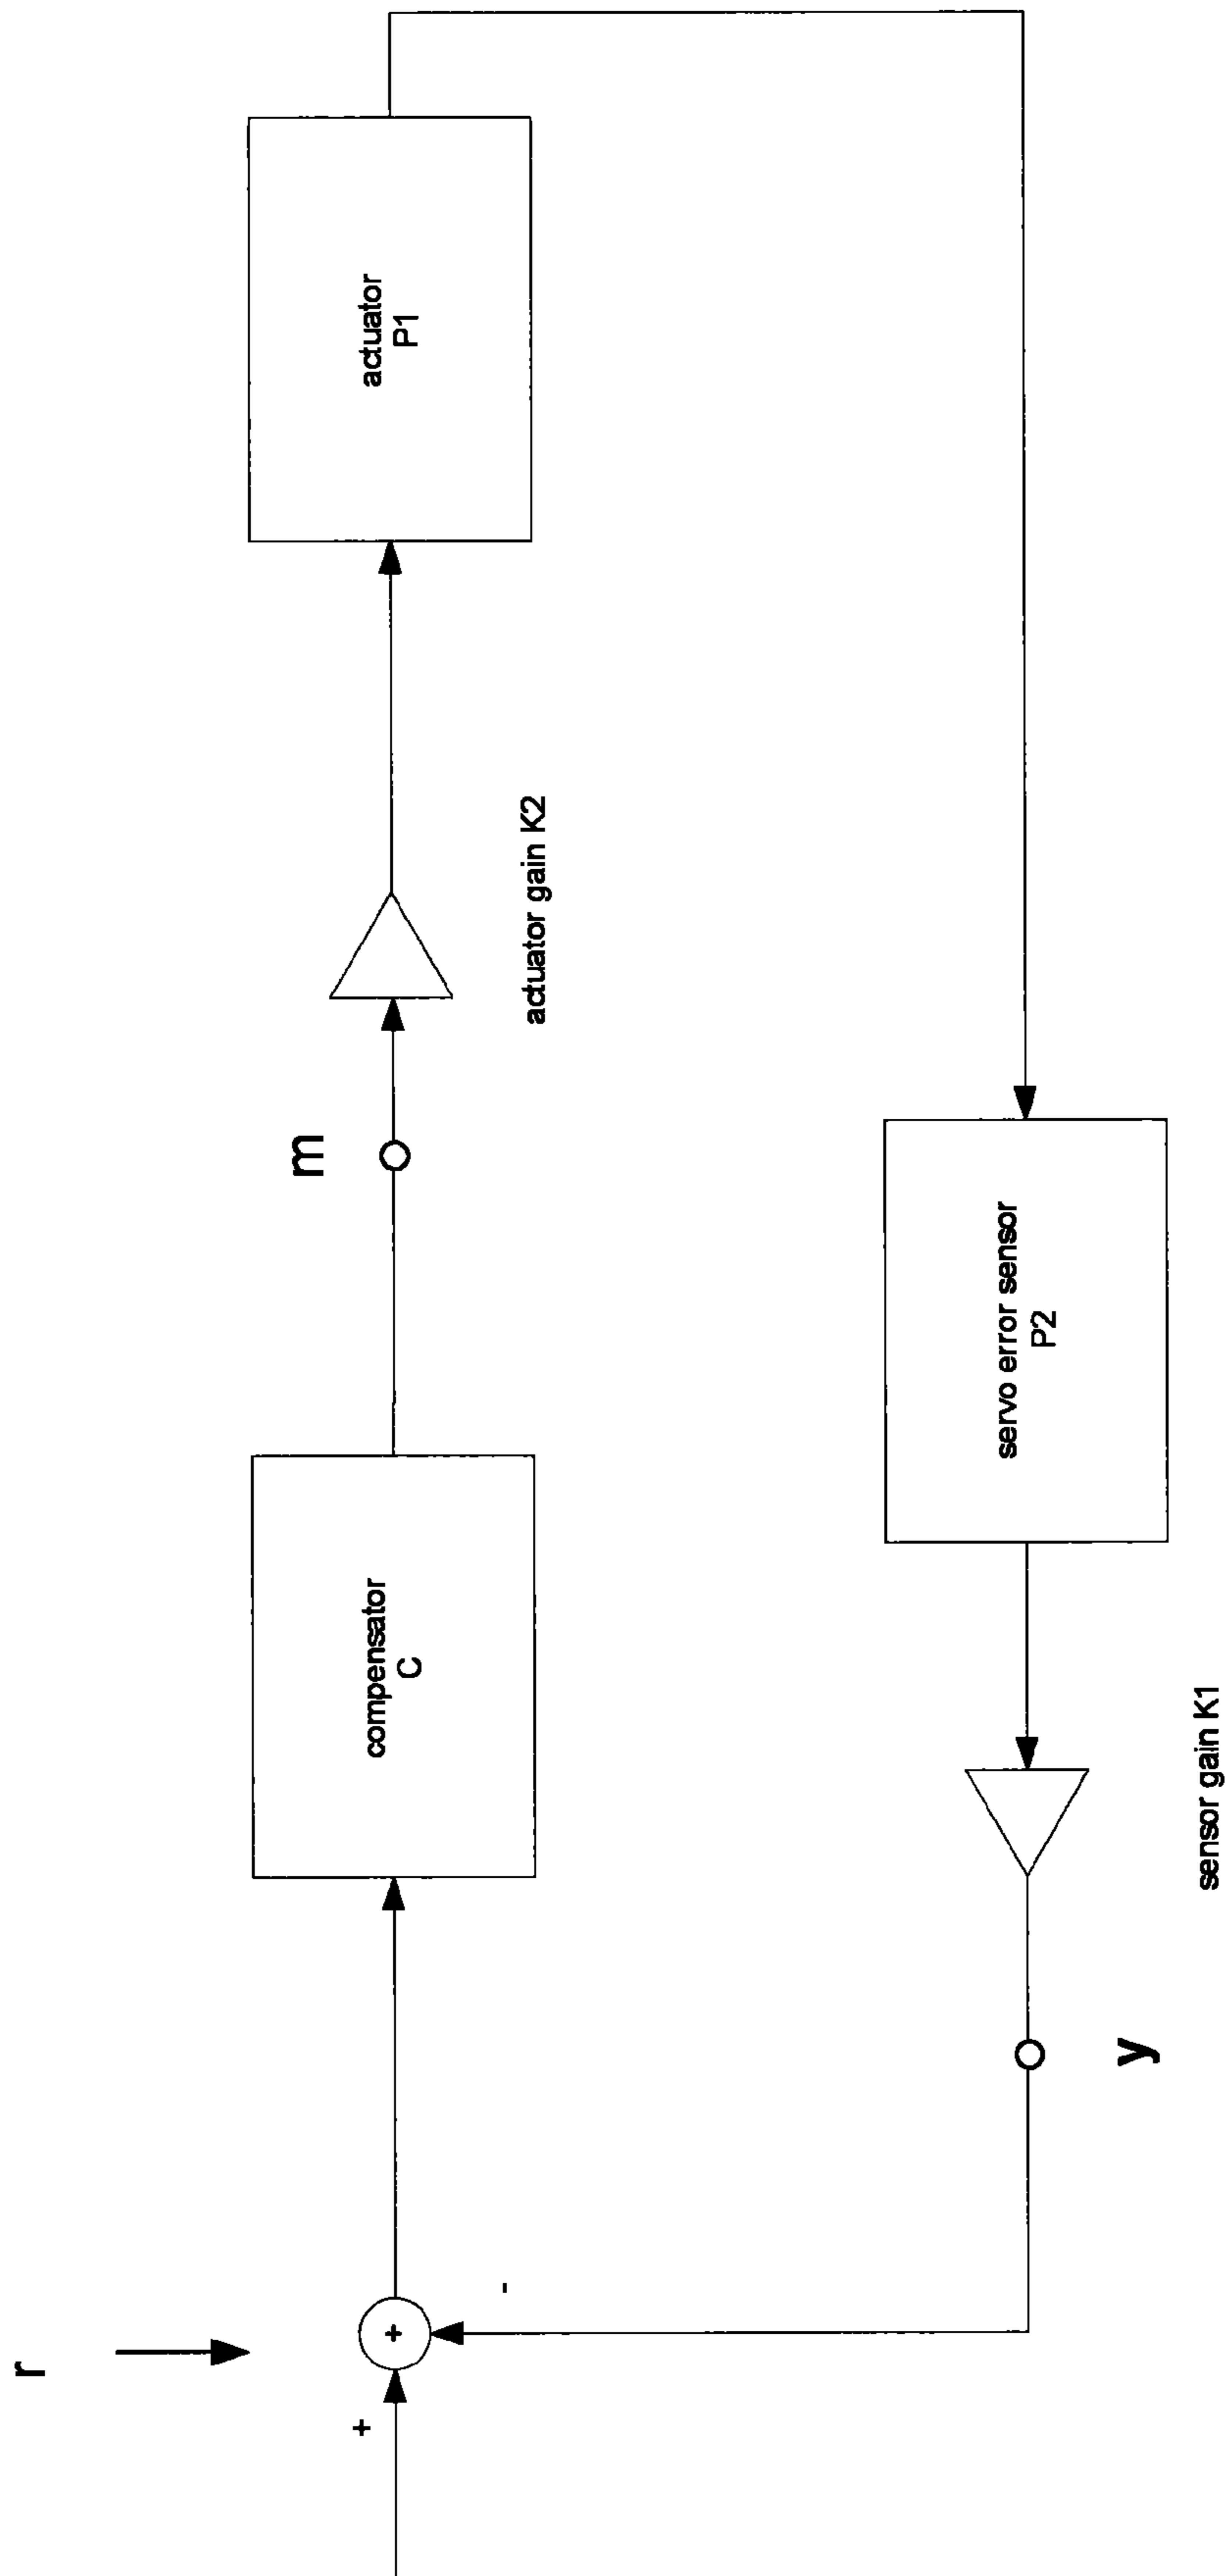 r
+
+
-
compensator
C
m
actuator gain K2
actuator
P1
y
sensor gain K1
servo error sensor
P2